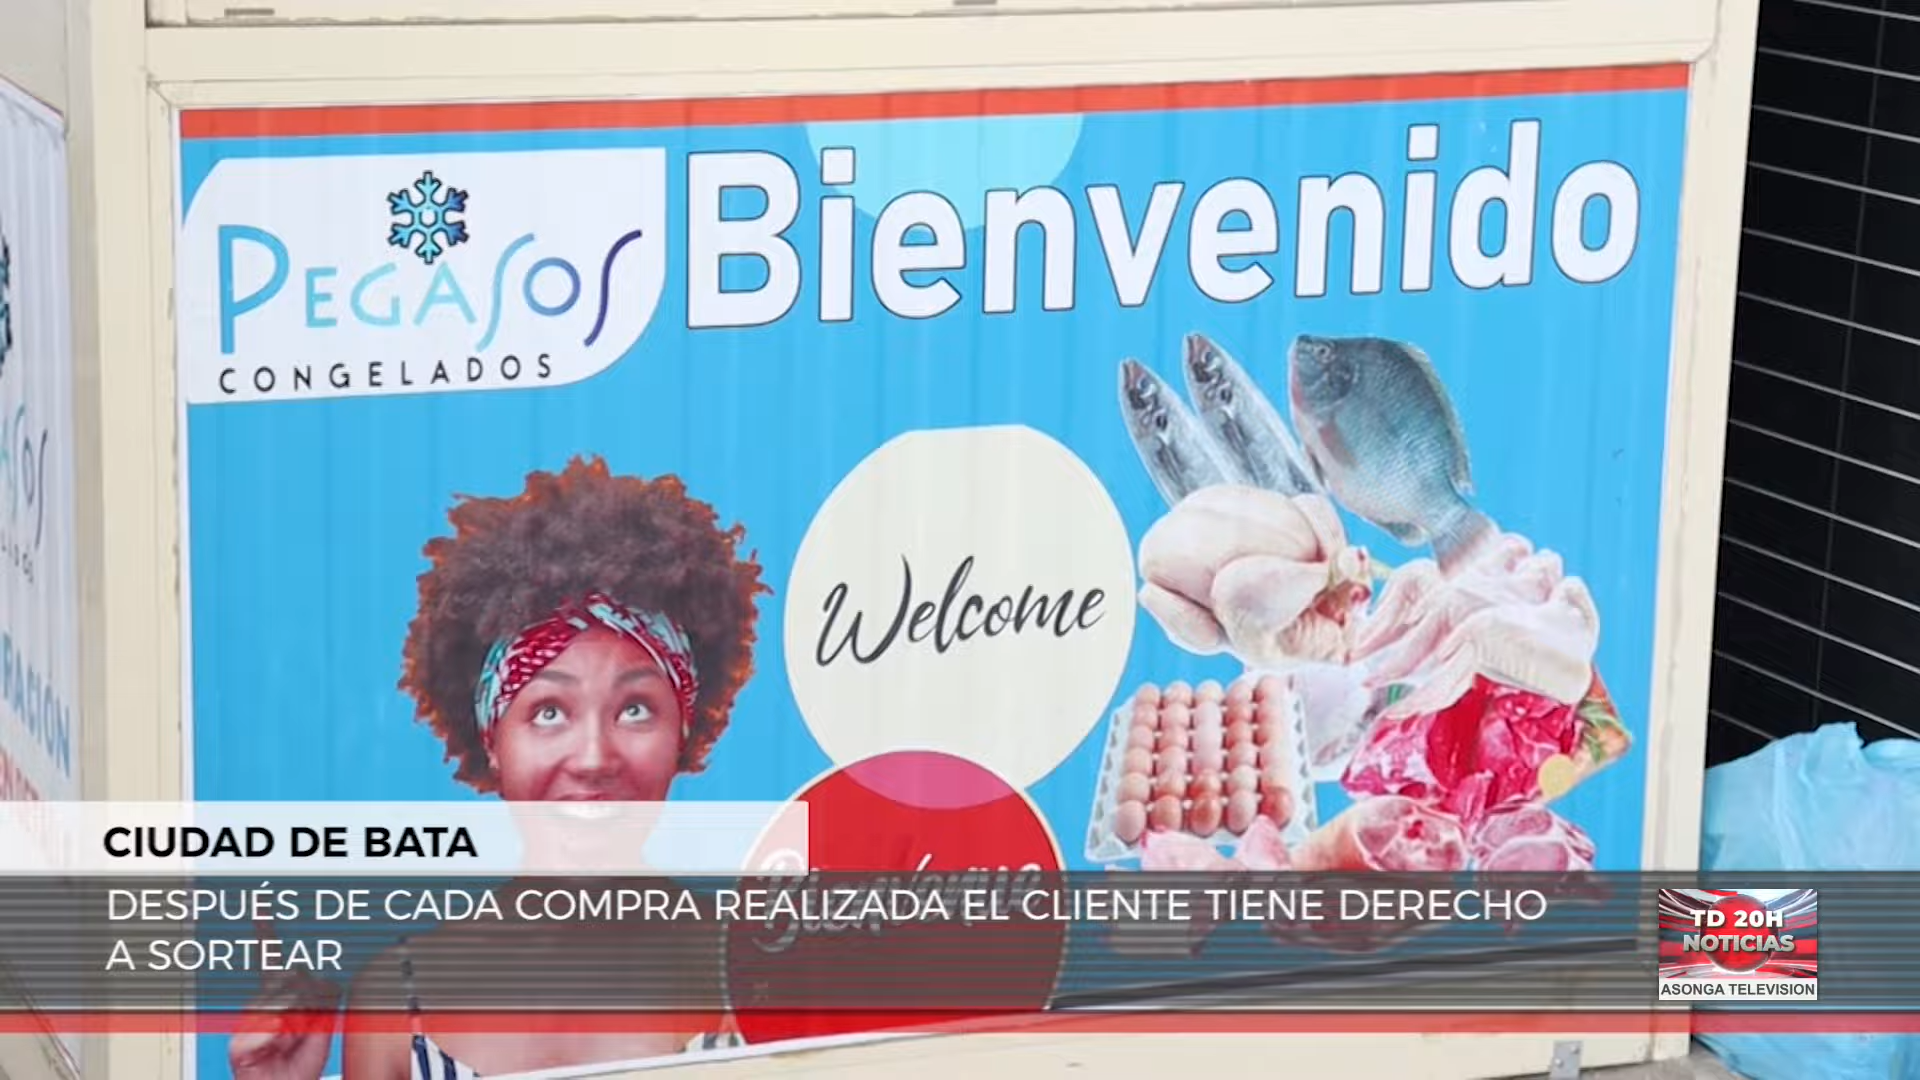 PEGASOS
CONGELADOS
Bienvenido
Welcome
Bienvenue
CIUDAD DE BATA
DESPUÉS DE CADA COMPRA REALIZADA EL CLIENTE TIENE DERECHO
A SORTEAR
TD 20H
NOTICIAS
ASONGA TELEVISION